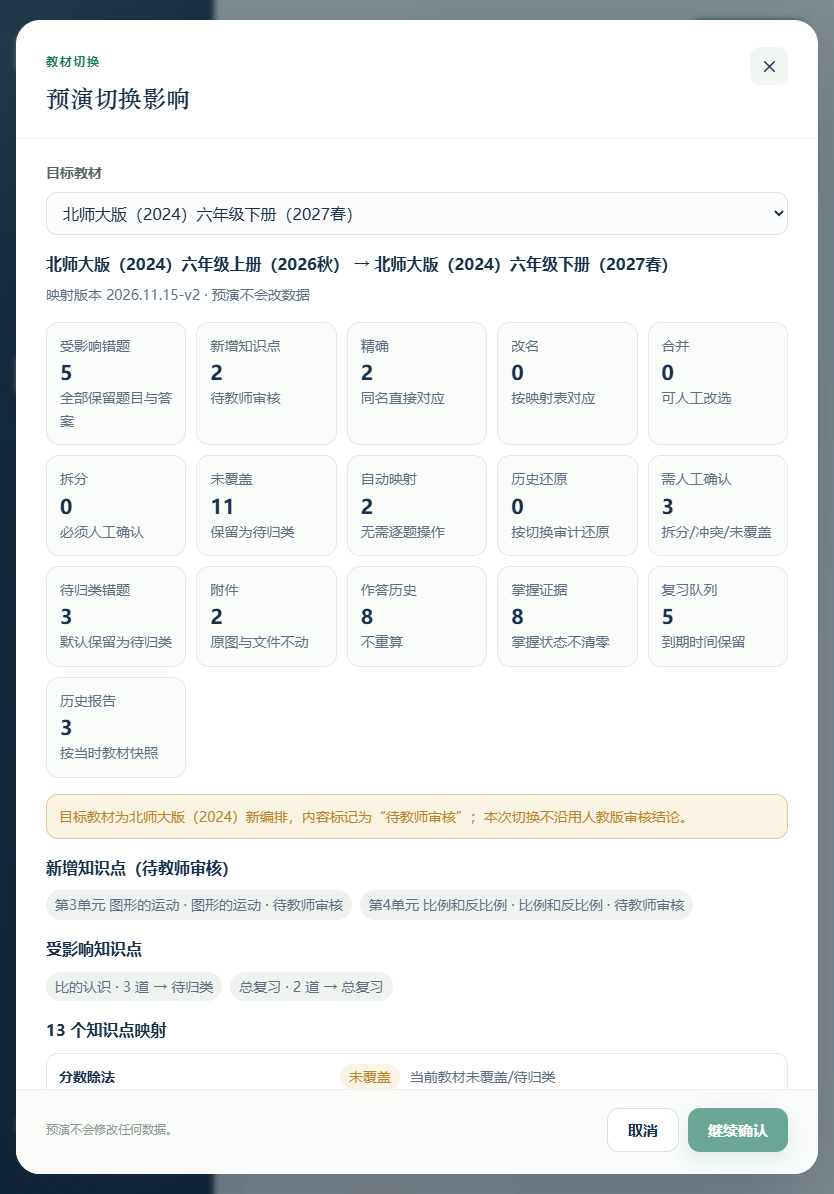 教材切换
预演切换影响
目标教材
北师大版（2024）六年级下册（2027春）
北师大版（2024）六年级上册（2026秋） → 北师大版（2024）六年级下册（2027春）
映射版本 2026.11.15-v2 · 预演不会改数据
受影响错题
5
全部保留题目与答
案
新增知识点
2
待教师审核
精确
2
同名直接对应
改名
0
按映射表对应
合并
0
可人工改选
拆分
0
必须人工确认
未覆盖
11
保留为待归类
自动映射
2
无需逐题操作
历史还原
0
按切换审计还原
需人工确认
3
拆分/冲突/未覆盖
待归类错题
3
默认保留为待归类
附件
2
原图与文件不动
作答历史
8
不重算
掌握证据
8
掌握状态不清零
复习队列
5
到期时间保留
历史报告
3
按当时教材快照
目标教材为北师大版（2024）新编排，内容标记为“待教师审核”；本次切换不沿用人教版审核结论。
新增知识点（待教师审核）
第3单元 图形的运动 · 图形的运动 · 待教师审核
第4单元 比例和反比例 · 比例和反比例 · 待教师审核
受影响知识点
比的认识 · 3 道 → 待归类
总复习 · 2 道 → 总复习
13 个知识点映射
分数除法 未覆盖 当前教材未覆盖/待归类
预演不会修改任何数据。
取消
继续确认